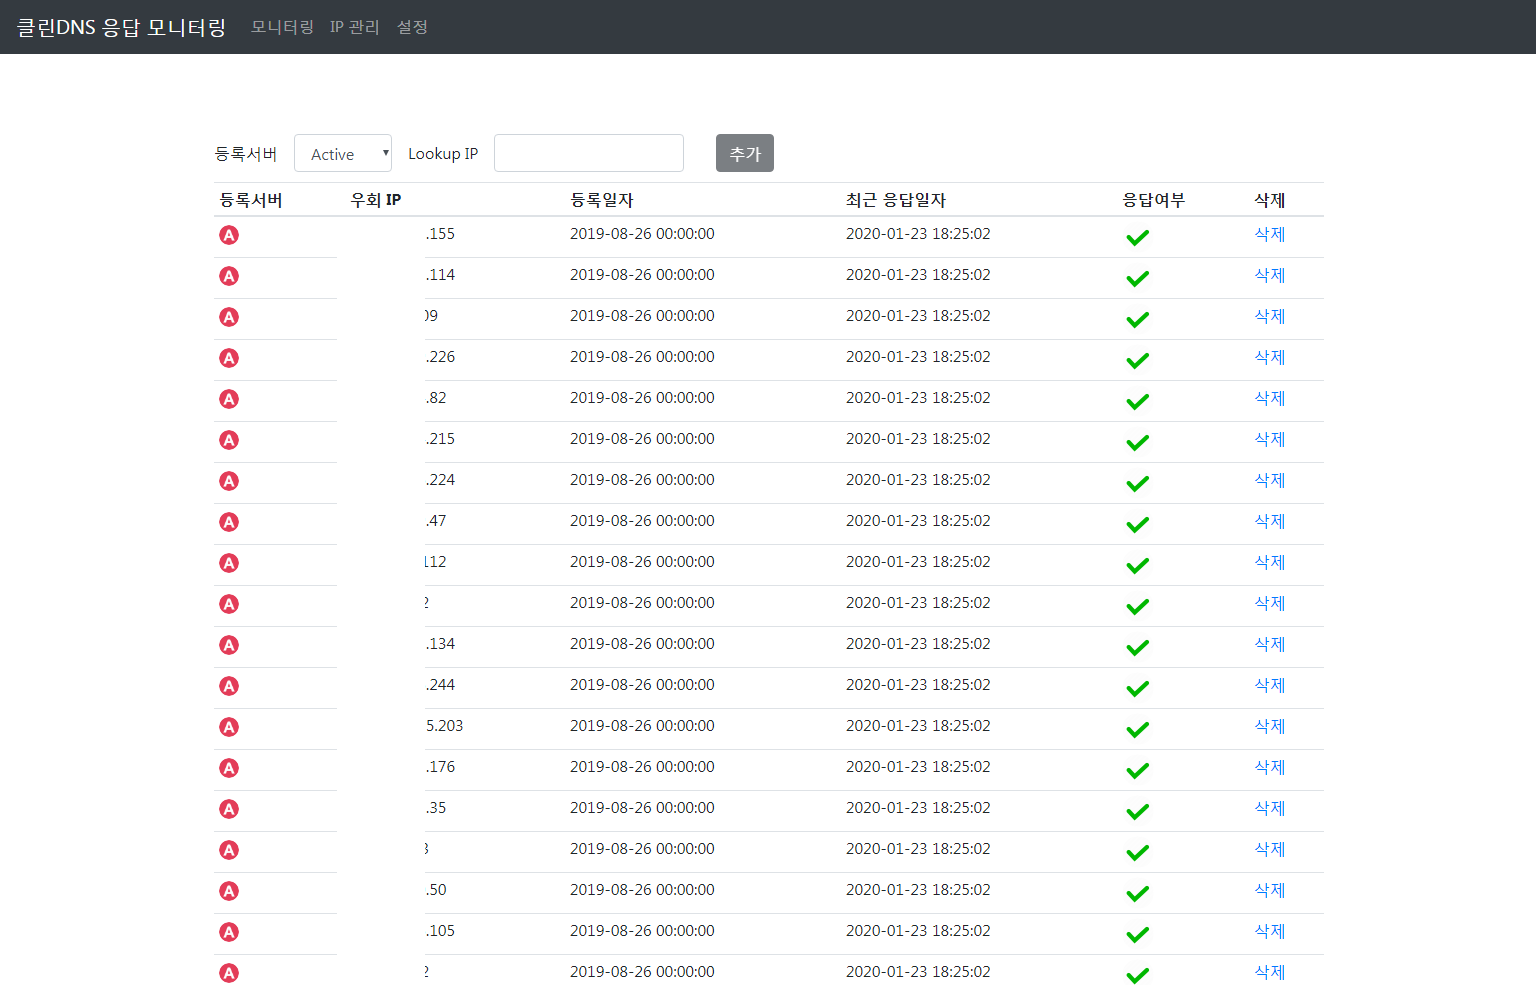 클린DNS 응답 모니터링 모니터링 IP 관리 설정
등록서버 Active Lookup IP 추가
등록서버 우회 IP 등록일자 최근 응답일자 응답여부 삭제
A .155 2019-08-26 00:00:00 2020-01-23 18:25:02 삭제
A .114 2019-08-26 00:00:00 2020-01-23 18:25:02 삭제
A 09 2019-08-26 00:00:00 2020-01-23 18:25:02 삭제
A .226 2019-08-26 00:00:00 2020-01-23 18:25:02 삭제
A .82 2019-08-26 00:00:00 2020-01-23 18:25:02 삭제
A .215 2019-08-26 00:00:00 2020-01-23 18:25:02 삭제
A .224 2019-08-26 00:00:00 2020-01-23 18:25:02 삭제
A .47 2019-08-26 00:00:00 2020-01-23 18:25:02 삭제
A 112 2019-08-26 00:00:00 2020-01-23 18:25:02 삭제
A 2 2019-08-26 00:00:00 2020-01-23 18:25:02 삭제
A .134 2019-08-26 00:00:00 2020-01-23 18:25:02 삭제
A .244 2019-08-26 00:00:00 2020-01-23 18:25:02 삭제
A 5.203 2019-08-26 00:00:00 2020-01-23 18:25:02 삭제
A .176 2019-08-26 00:00:00 2020-01-23 18:25:02 삭제
A .35 2019-08-26 00:00:00 2020-01-23 18:25:02 삭제
A 3 2019-08-26 00:00:00 2020-01-23 18:25:02 삭제
A .50 2019-08-26 00:00:00 2020-01-23 18:25:02 삭제
A .105 2019-08-26 00:00:00 2020-01-23 18:25:02 삭제
A 2 2019-08-26 00:00:00 2020-01-23 18:25:02 삭제